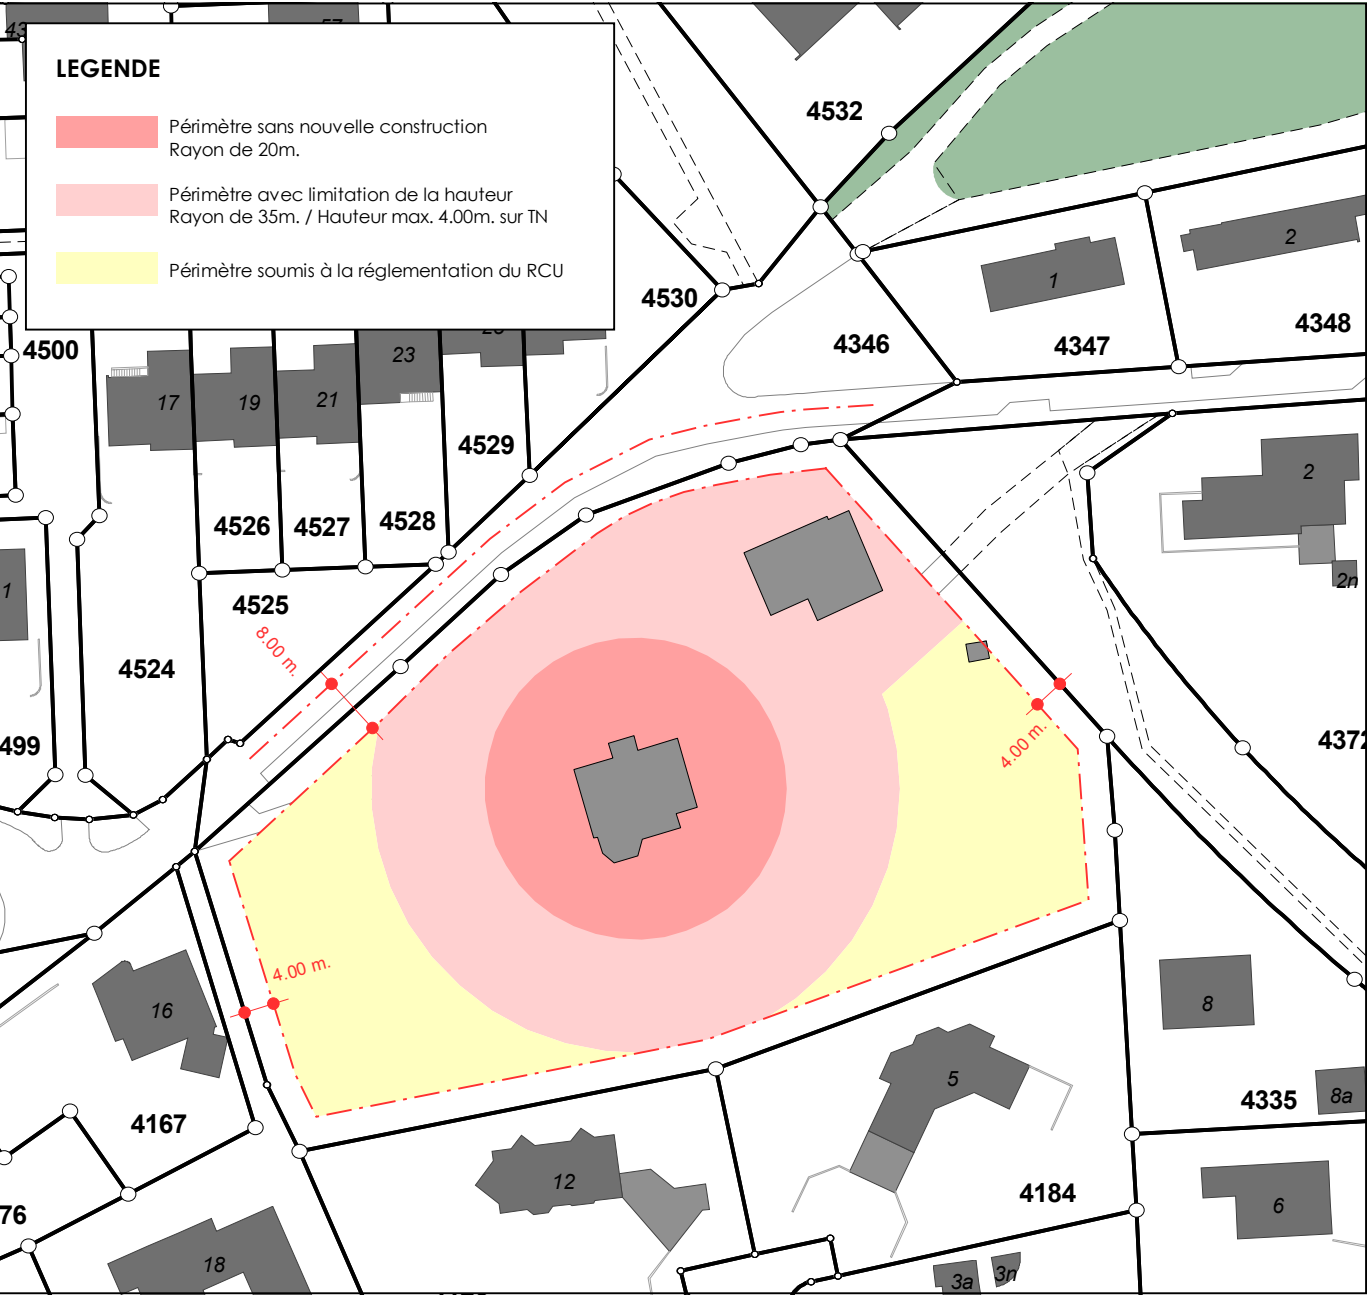 LEGENDE
Périmètre sans nouvelle construction
Rayon de 20m.
Périmètre avec limitation de la hauteur
Rayon de 35m. / Hauteur max. 4.00m. sur TN
Périmètre soumis à la réglementation du RCU
4532
4530
4346
4347
4348
1
2
4500
17
19
21
23
4529
4526
4527
4528
4525
4524
1
2
2n
8.00 m.
4.00 m.
4372
499
4.00 m.
16
8
5
4335
8a
4167
12
4184
6
76
18
3a
3n